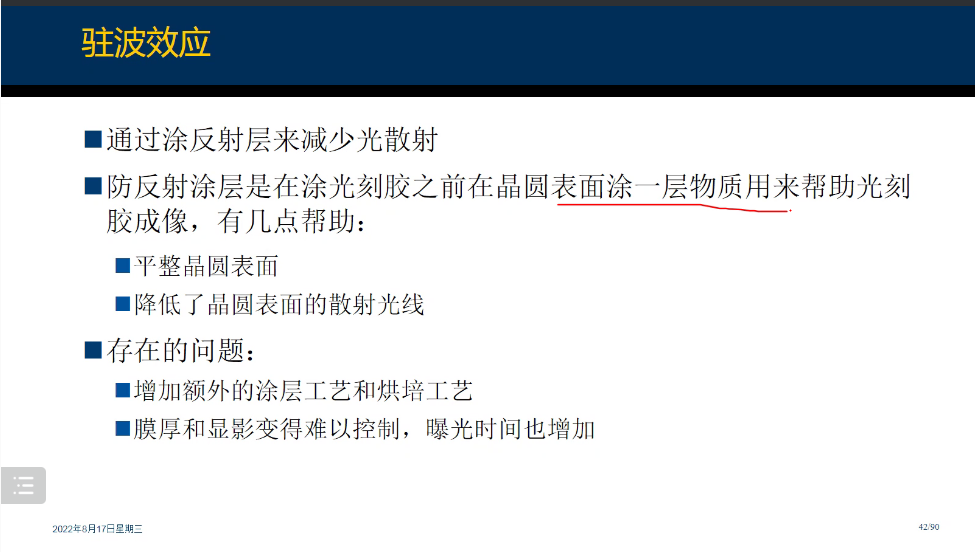 驻波效应
通过涂反射层来减少光散射
防反射涂层是在涂光刻胶之前在晶圆表面涂一层物质用来帮助光刻
胶成像，有几点帮助：
平整晶圆表面
降低了晶圆表面的散射光线
存在的问题：
增加额外的涂层工艺和烘培工艺
膜厚和显影变得难以控制，曝光时间也增加
2022年8月17日星期三
42/90